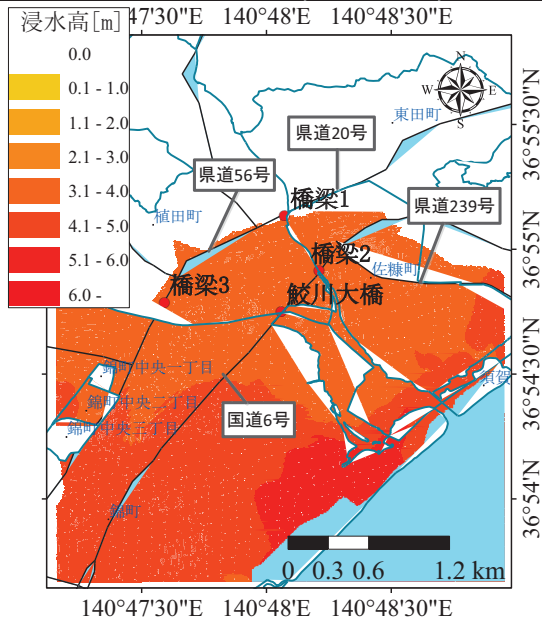 浸水高[m]
0.0
0.1 - 1.0
1.1 - 2.0
2.1 - 3.0
3.1 - 4.0
4.1 - 5.0
5.1 - 6.0
6.0 -
140°47'30"E
140°48'E
140°48'30"E
N
W
E
S
東田町
県道20号
県道56号
植田町
橋梁1
県道239号
橋梁2
佐糠町
橋梁3
鮫川大橋
錦町中央一丁目
須賀
錦町中央二丁目
錦町中央三丁目
国道6号
錦町
36°55'30"N
36°55'N
36°54'30"N
36°54'N
0
0.3
0.6
1.2 km
140°47'30"E
140°48'E
140°48'30"E